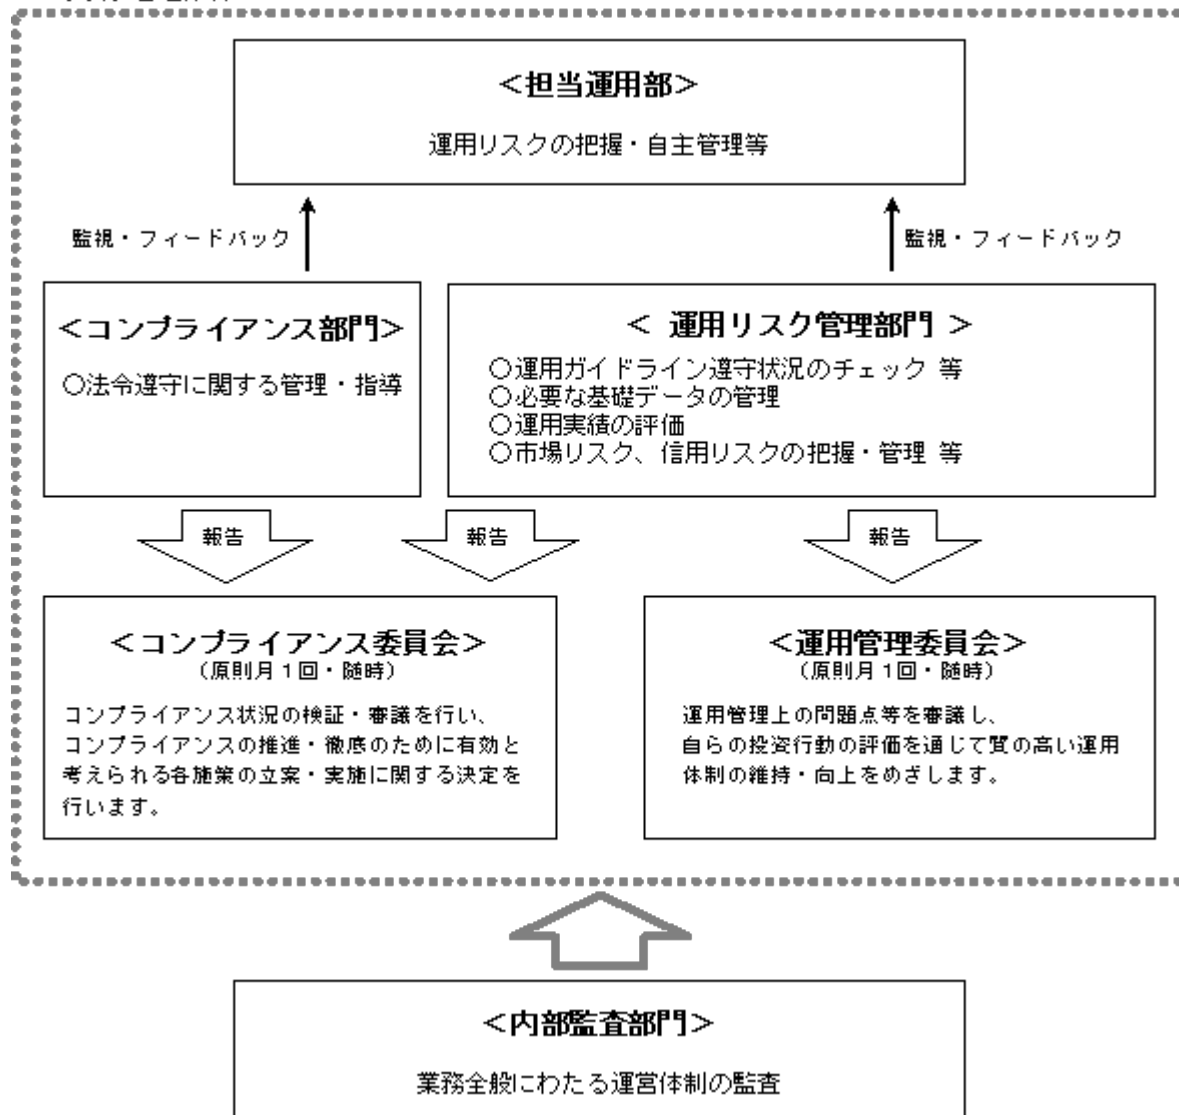 ＜担当運用部＞
運用リスクの把握・自主管理等
監視・フィードバック
監視・フィードバック
＜コンプライアンス部門＞
○法令遵守に関する管理・指導
＜ 運用リスク管理部門 ＞
○運用ガイドライン遵守状況のチェック 等
○必要な基礎データの管理
○運用実績の評価
○市場リスク、信用リスクの把握・管理 等
報告
報告
報告
＜コンプライアンス委員会＞
（原則月１回・随時）
コンプライアンス状況の検証・審議を行い、
コンプライアンスの推進・徹底のために有効と
考えられる各施策の立案・実施に関する決定を
行います。
＜運用管理委員会＞
（原則月１回・随時）
運用管理上の問題点等を審議し、
自らの投資行動の評価を通じて質の高い運用
体制の維持・向上をめざします。
＜内部監査部門＞
業務全般にわたる運営体制の監査